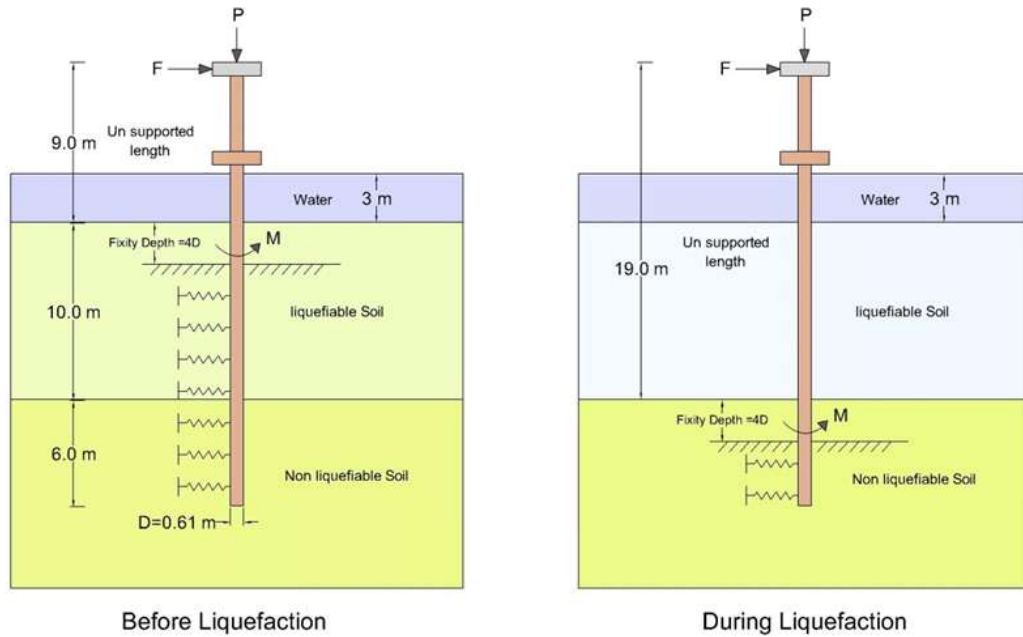 P
F
9.0 m
Un supported
length
Water
3 m
Fixity Depth =4D
M
10.0 m
liquefiable Soil
6.0 m
Non liquefiable Soil
D=0.61 m
Before Liquefaction
P
F
Water
3 m
Un supported
length
19.0 m
liquefiable Soil
Fixity Depth =4D
M
Non liquefiable Soil
During Liquefaction